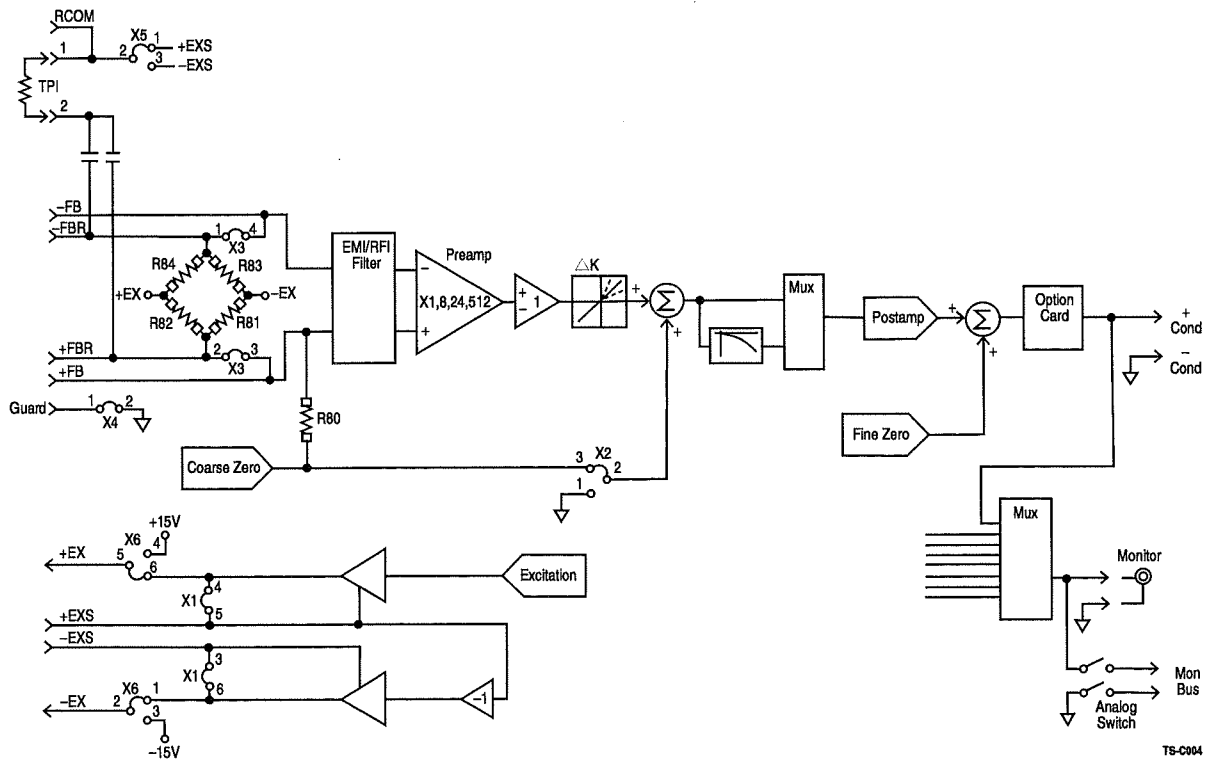 RCOM
1
X5
2
1
+EXS
3
–EXS
TPI
2
–FB
–FBR
1
4
X3
R84
R83
+EX
–EX
R82
R81
+FBR
2
3
X3
+FB
Guard
1
2
X4
EMI/RFI
Filter
Preamp
–
X1,8,24,512
+
+
–
1
△K
+
Σ
+
Mux
Postamp
+
Σ
+
Option
Card
+
Cond
–
Cond
R80
Coarse Zero
3
X2
2
1
Fine Zero
Mux
Monitor
Mon
Bus
Analog
Switch
+15V
X6
4
+EX
5
6
Excitation
4
X1
5
+EXS
–EXS
3
X1
6
X6
1
–EX
2
3
–15V
–1
TS-C004